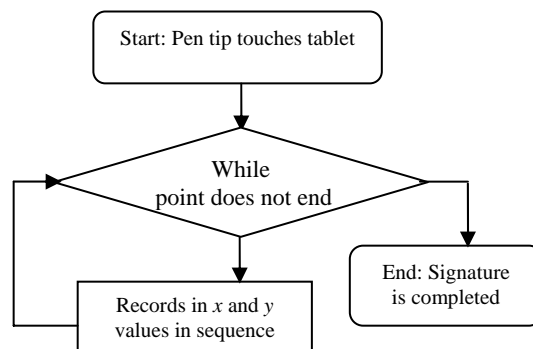 Start: Pen tip touches tablet
While
point does not end
End: Signature
is completed
Records in x and y
values in sequence